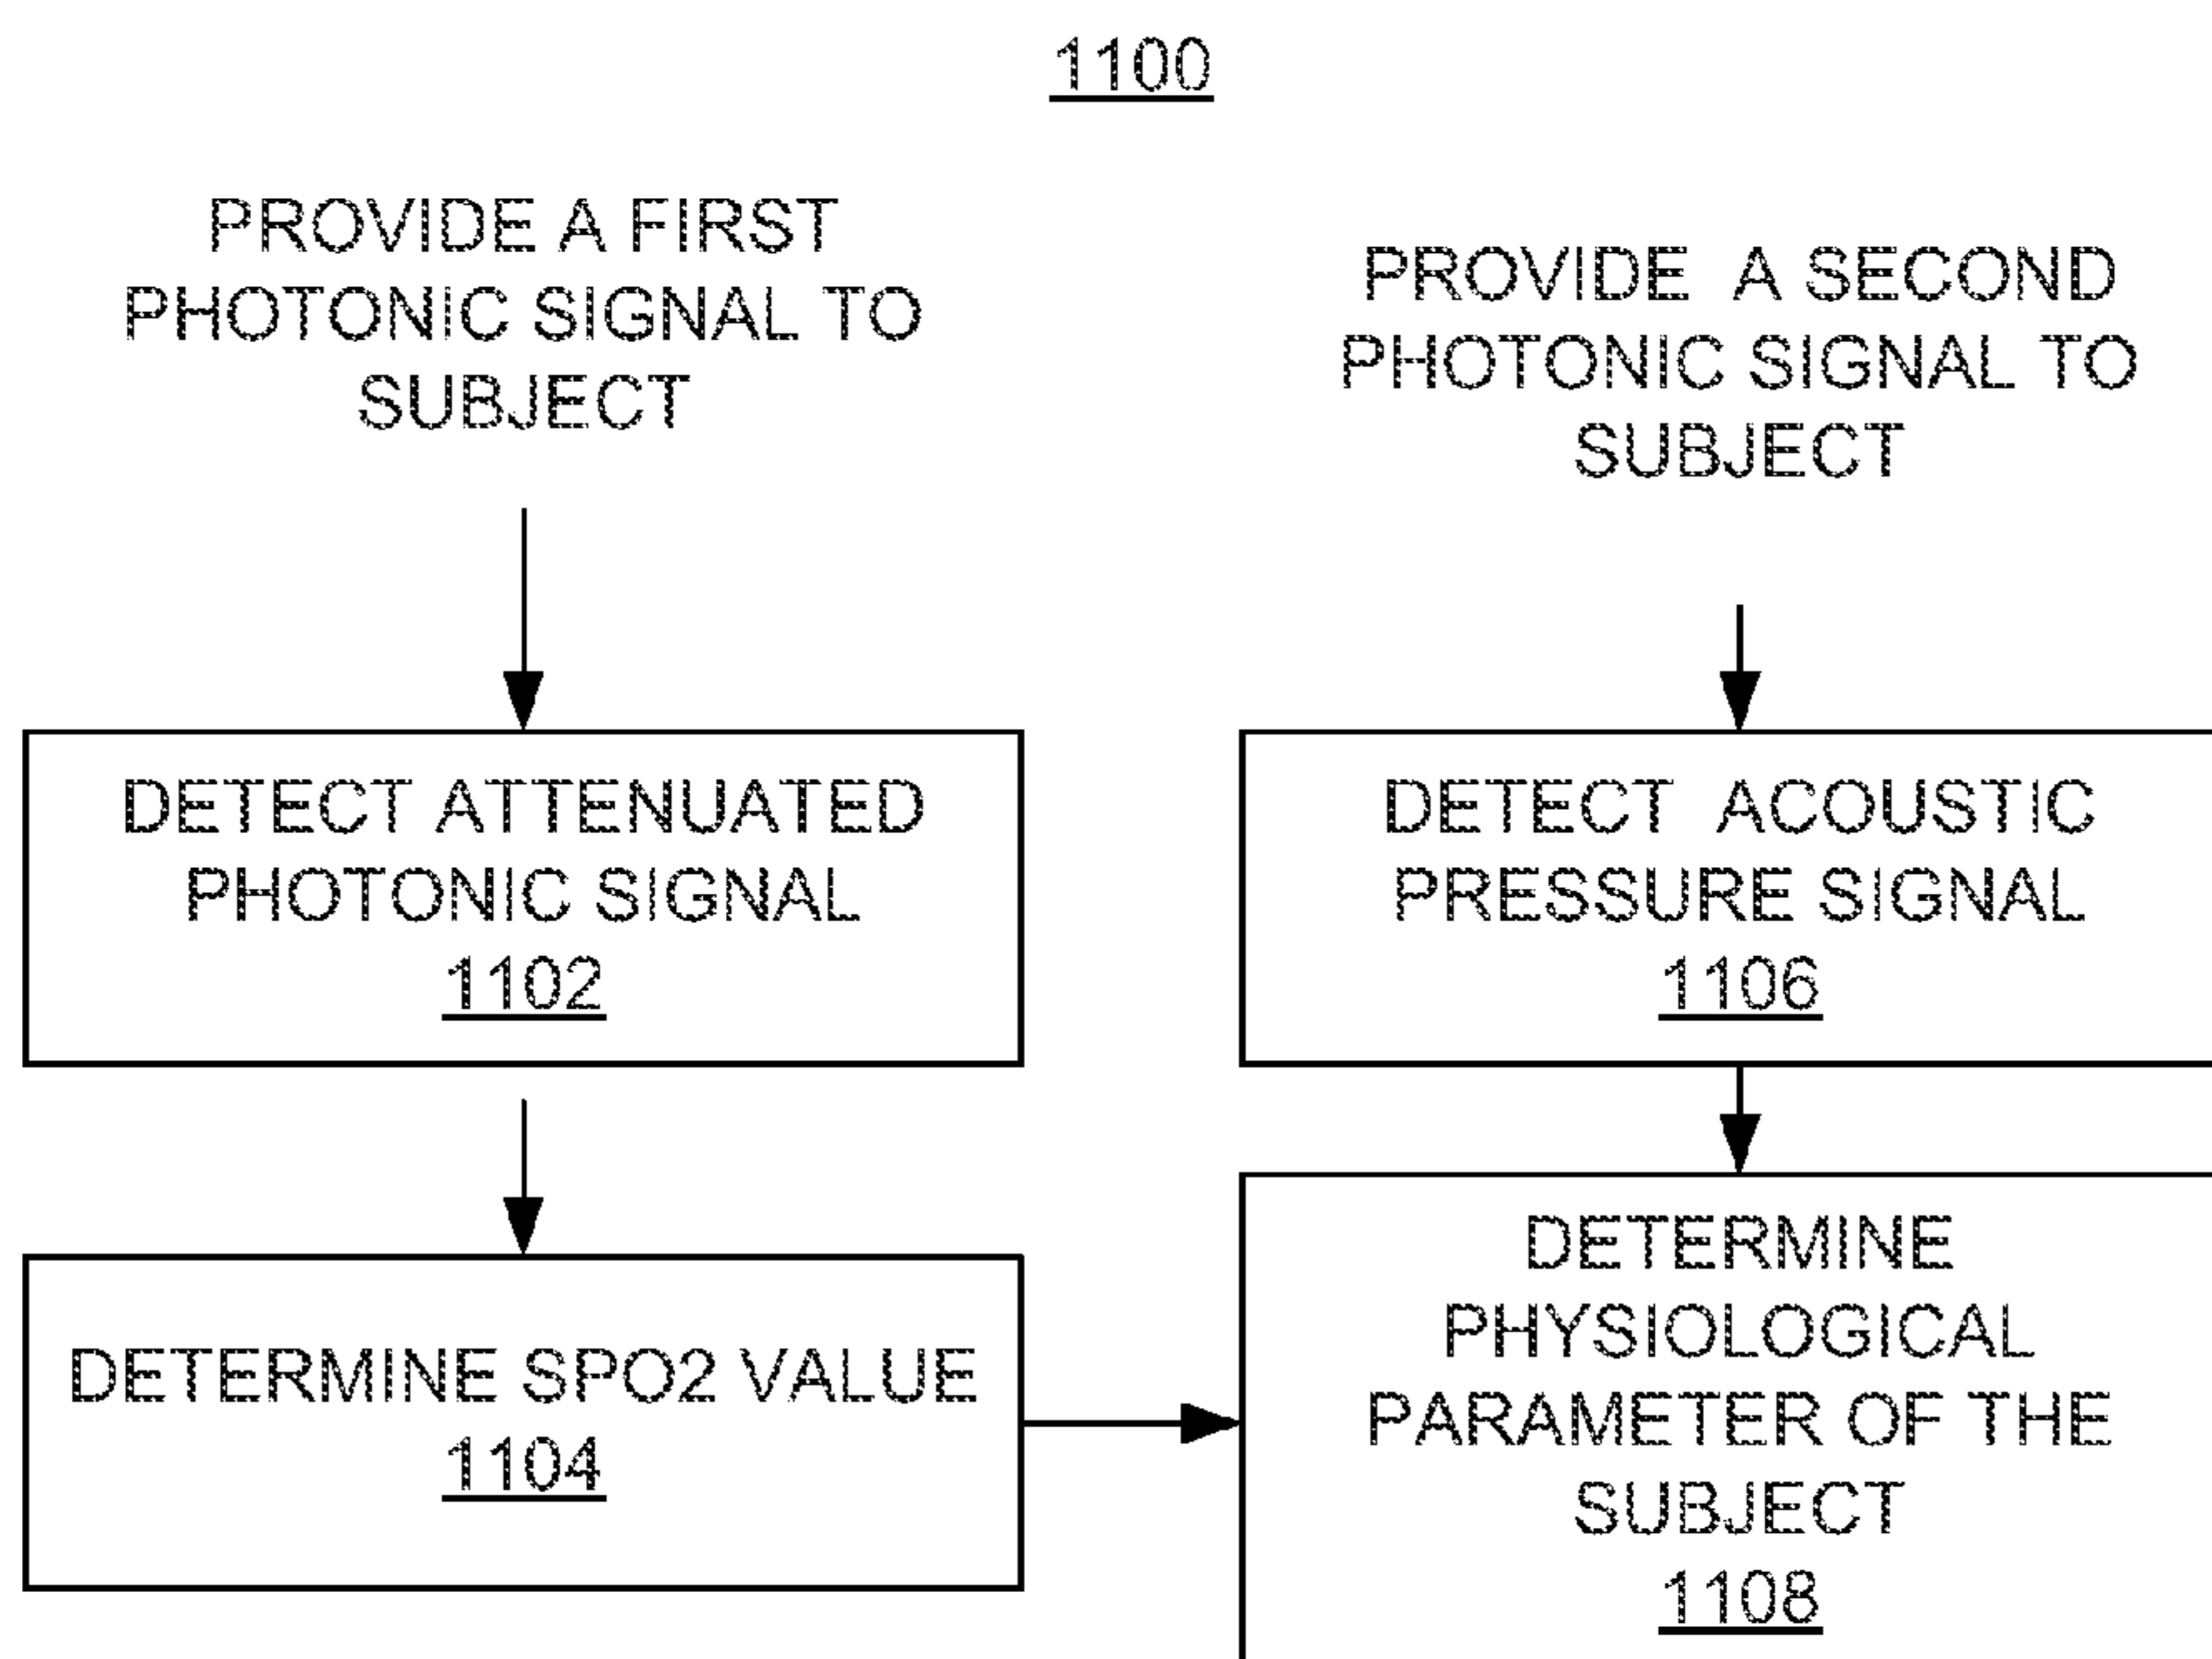 1100
PROVIDE A FIRST
PHOTONIC SIGNAL TO
SUBJECT
PROVIDE A SECOND
PHOTONIC SIGNAL TO
SUBJECT
DETECT ATTENUATED
PHOTONIC SIGNAL
1102
DETECT ACOUSTIC
PRESSURE SIGNAL
1106
DETERMINE SPO2 VALUE
1104
DETERMINE
PHYSIOLOGICAL
PARAMETER OF THE
SUBJECT
1108